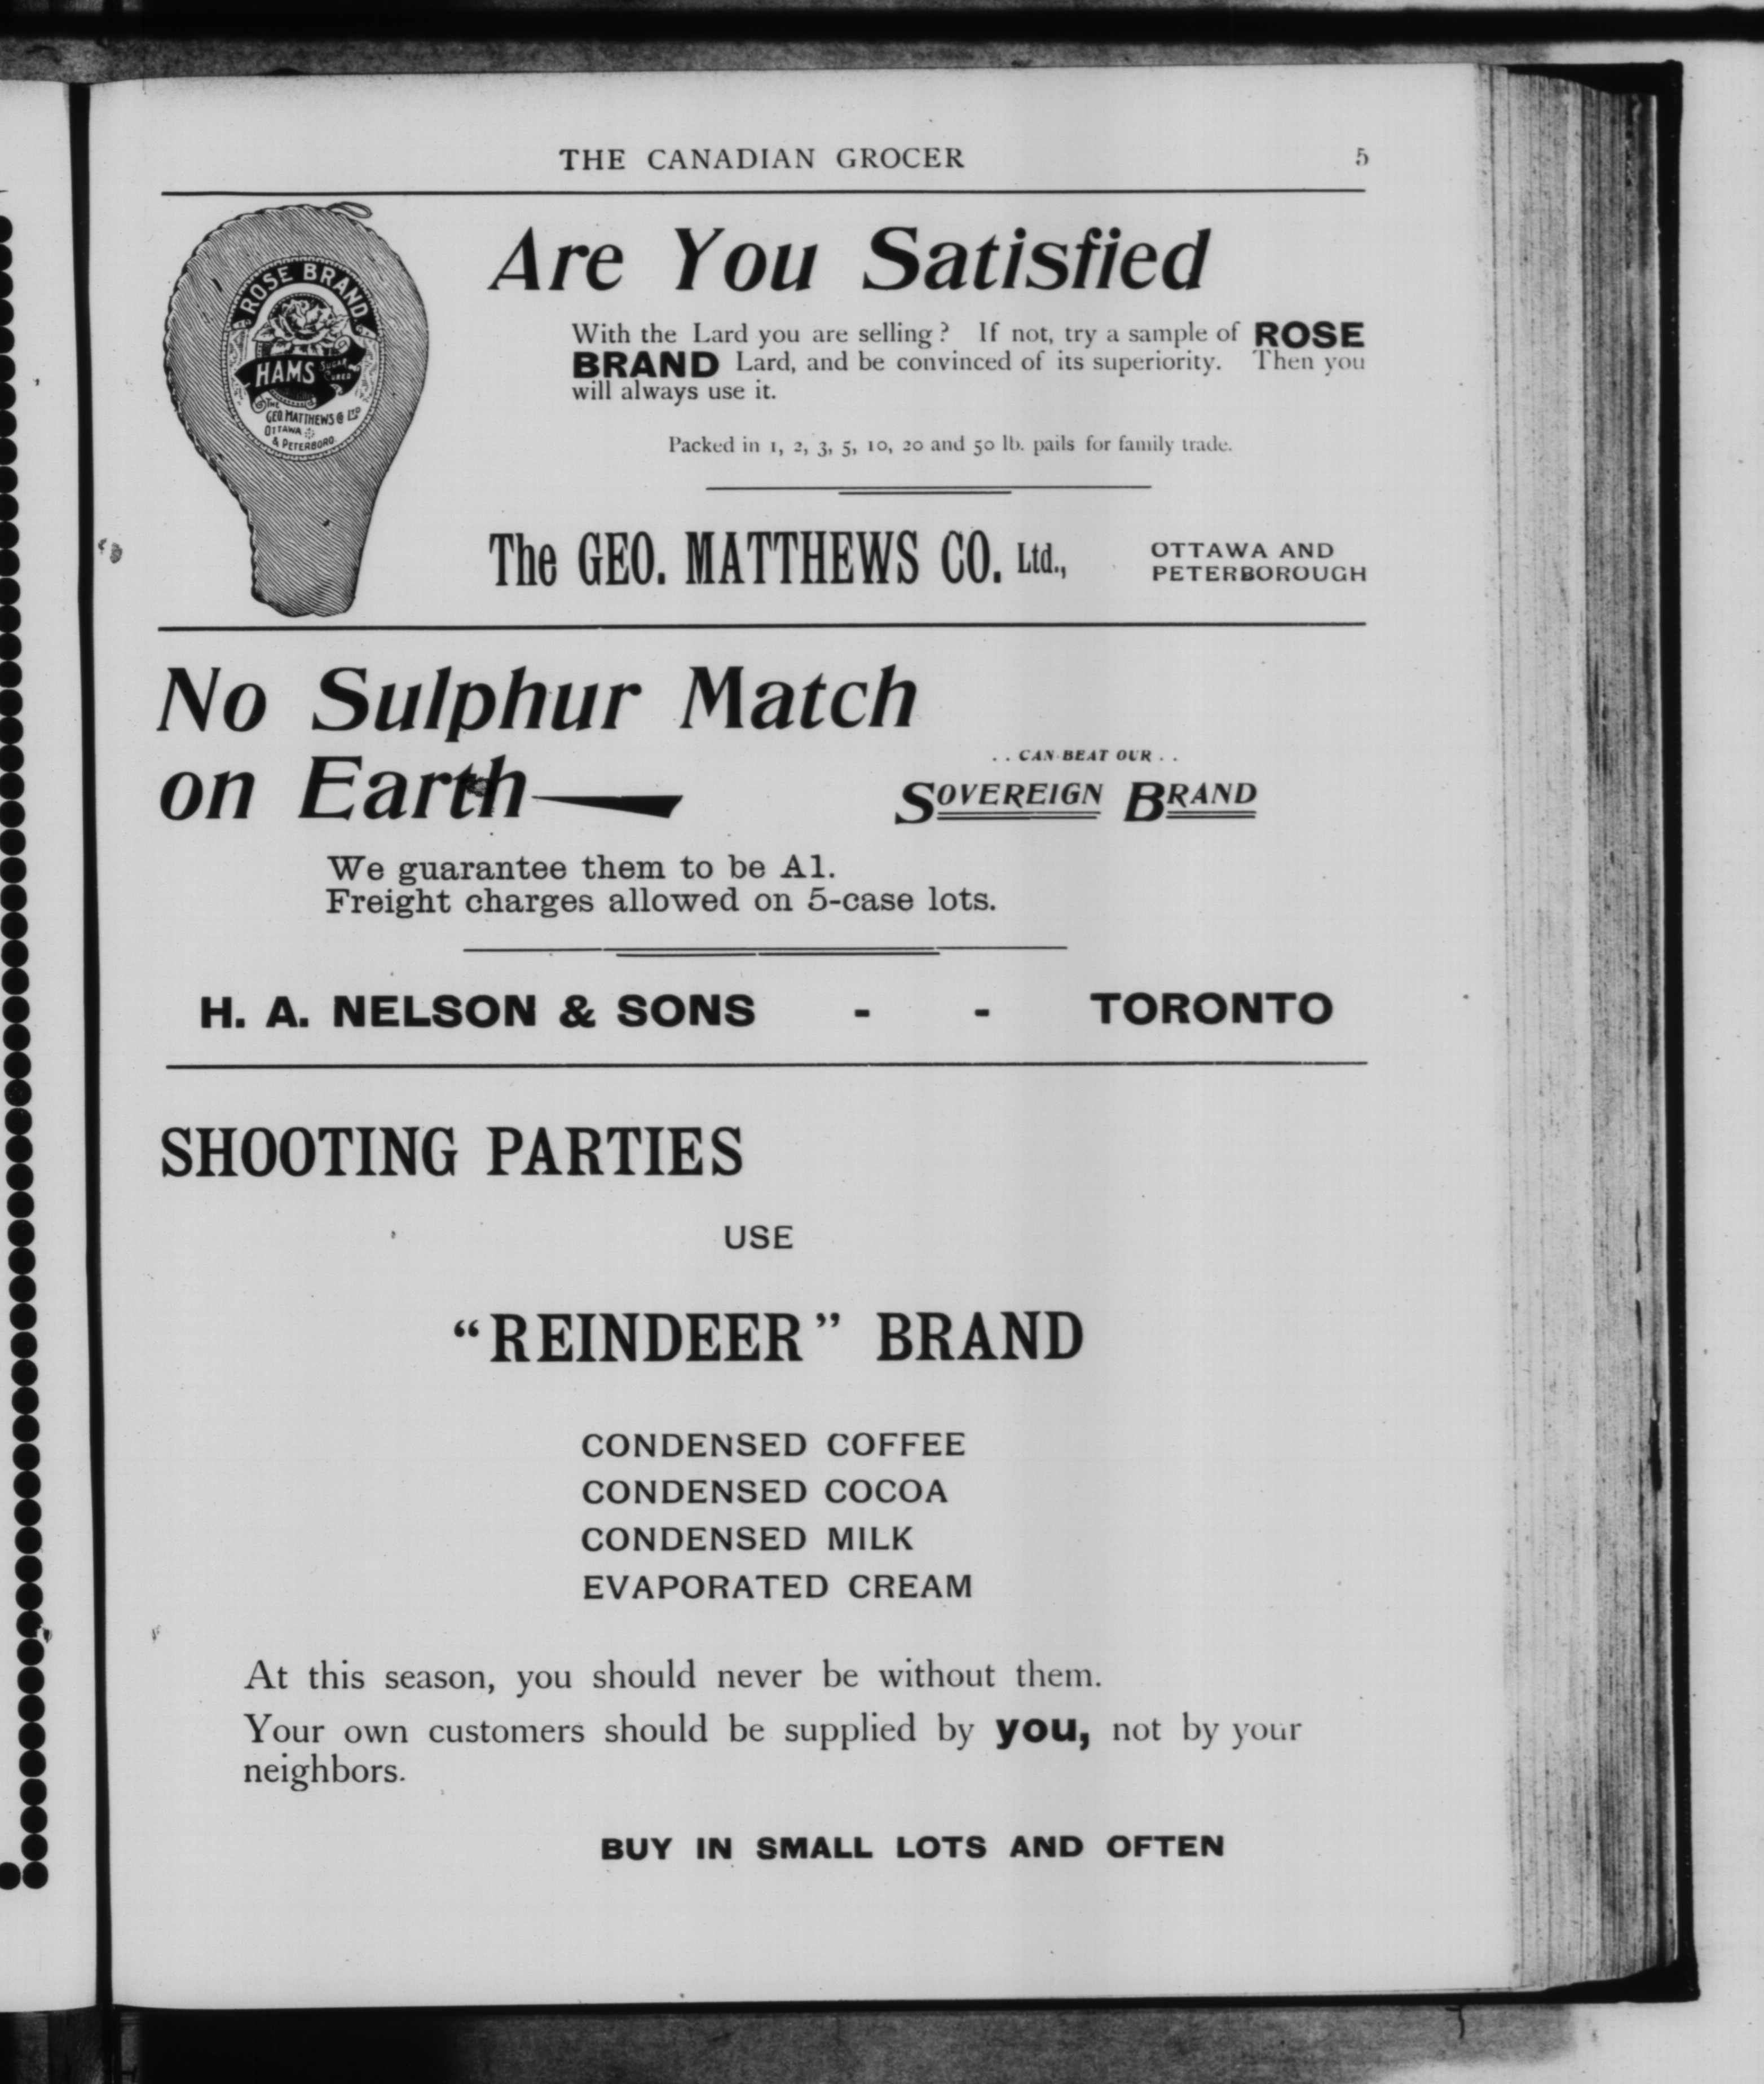 THE CANADIAN GROCER 5
ROSE BRAND
HAMS SUGAR CURED
THE
GEO. MATTHEWS Co LTD
OTTAWA
& PETERBORO.
Are You Satisfied
With the Lard you are selling? If not, try a sample of ROSE
BRAND Lard, and be convinced of its superiority. Then you
will always use it.
Packed in 1, 2, 3, 5, 10, 20 and 50 lb. pails for family trade.
The GEO. MATTHEWS CO. Ltd.,
OTTAWA AND
PETERBOROUGH
No Sulphur Match
on Earth—
. . CAN BEAT OUR . .
SOVEREIGN BRAND
We guarantee them to be A1.
Freight charges allowed on 5-case lots.
H. A. NELSON & SONS - - TORONTO
SHOOTING PARTIES
USE
“REINDEER” BRAND
CONDENSED COFFEE
CONDENSED COCOA
CONDENSED MILK
EVAPORATED CREAM
At this season, you should never be without them.
Your own customers should be supplied by you, not by your
neighbors.
BUY IN SMALL LOTS AND OFTEN